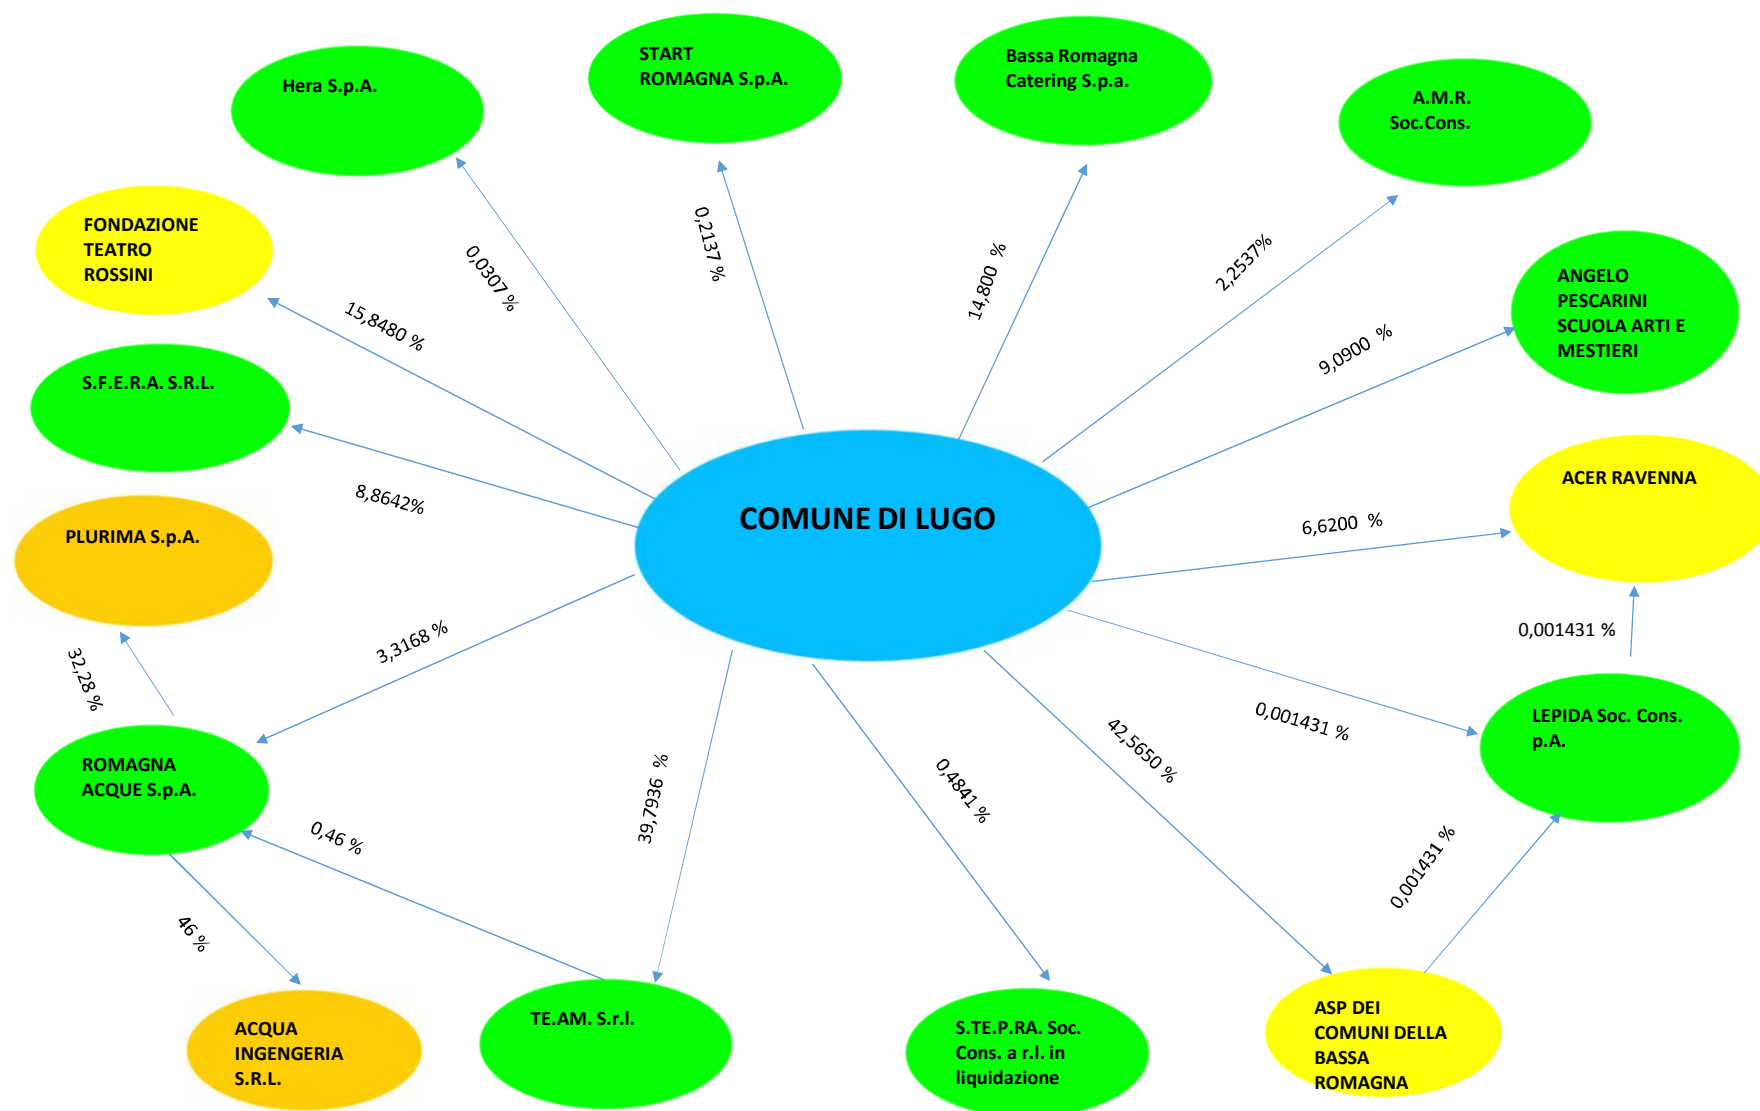 START
ROMAGNA S.p.A.
Bassa Romagna
Catering S.p.a.
Hera S.p.A.
A.M.R.
Soc.Cons.
FONDAZIONE
TEATRO
ROSSINI
0,0307 %
0,2137 %
14,800 %
2,2537%
ANGELO
PESCARINI
SCUOLA ARTI E
MESTIERI
15,8480 %
9,0900 %
S.F.E.R.A. S.R.L.
8,8642%
COMUNE DI LUGO
ACER RAVENNA
6,6200 %
PLURIMA S.p.A.
3,3168 %
32,28 %
0,001431 %
0,001431 %
LEPIDA Soc. Cons.
p.A.
42,5650 %
ROMAGNA
ACQUE S.p.A.
39,7936 %
0,4841 %
0,46 %
0,001431 %
46 %
ACQUA
INGENGERIA
S.R.L.
TE.AM. S.r.l.
S.TE.P.RA. Soc.
Cons. a r.l. in
liquidazione
ASP DEI
COMUNI DELLA
BASSA
ROMAGNA